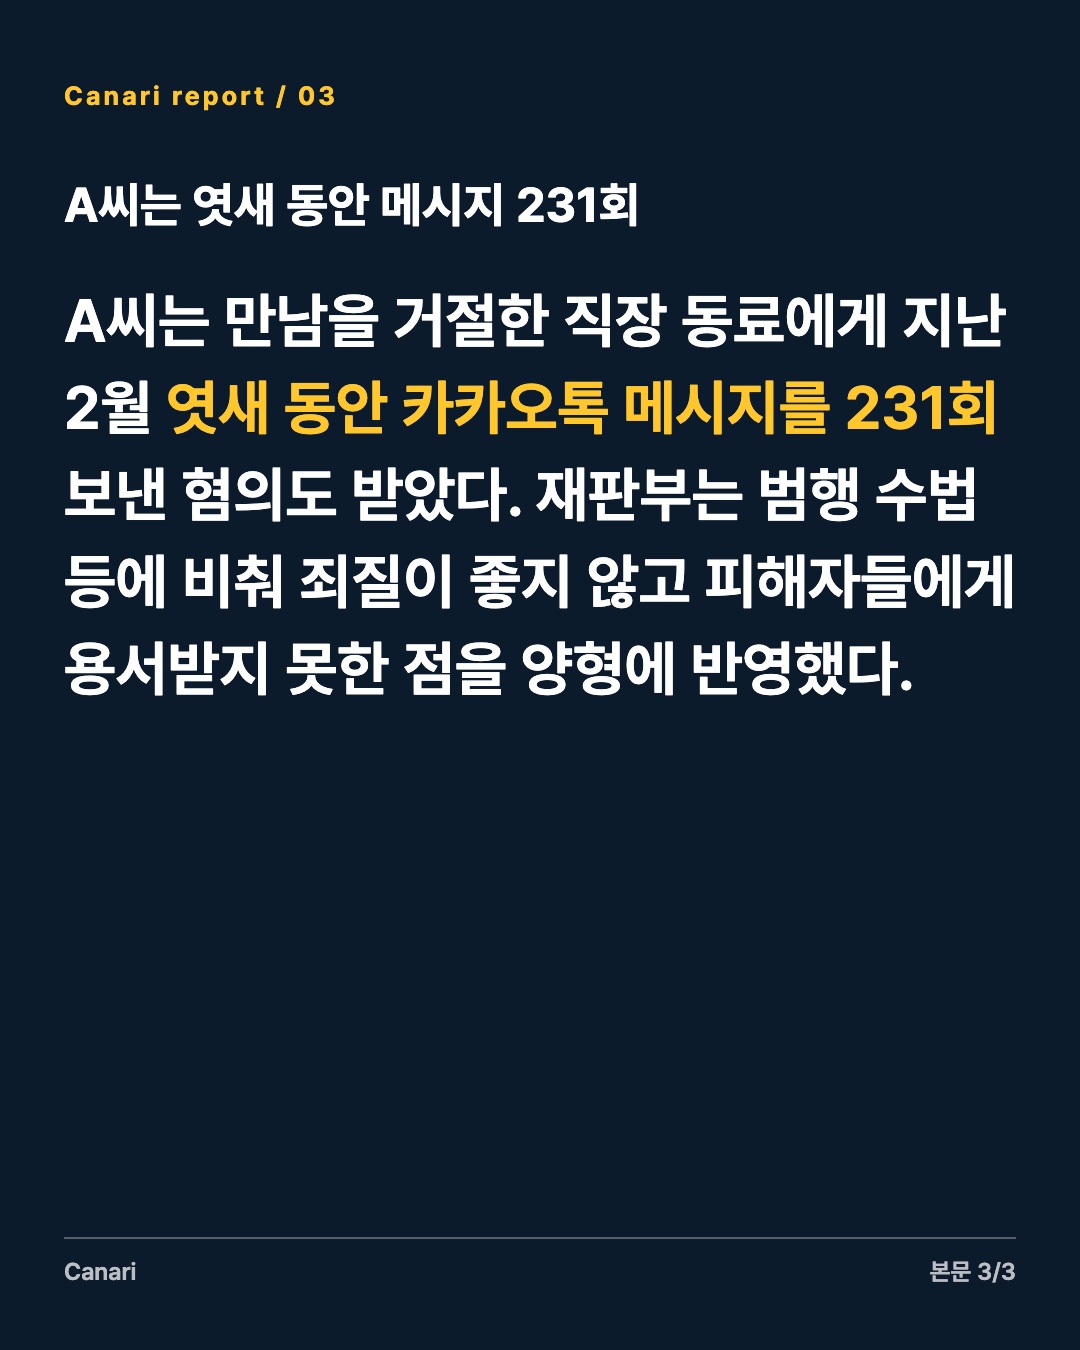 Canari report / 03
A씨는 엿새 동안 메시지 231회
A씨는 만남을 거절한 직장 동료에게 지난
2월 엿새 동안 카카오톡 메시지를 231회
보낸 혐의도 받았다. 재판부는 범행 수법
등에 비춰 죄질이 좋지 않고 피해자들에게
용서받지 못한 점을 양형에 반영했다.
Canari
본문 3/3